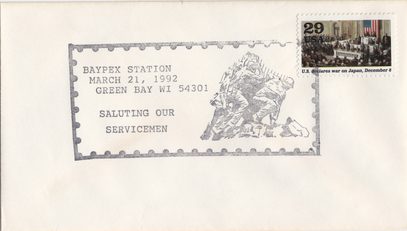 BAYPEX STATION
MARCH 21, 1992
GREEN BAY WI 54301
SALUTING OUR
SERVICEMEN
29
USA
U.S. declares war on Japan, December 8